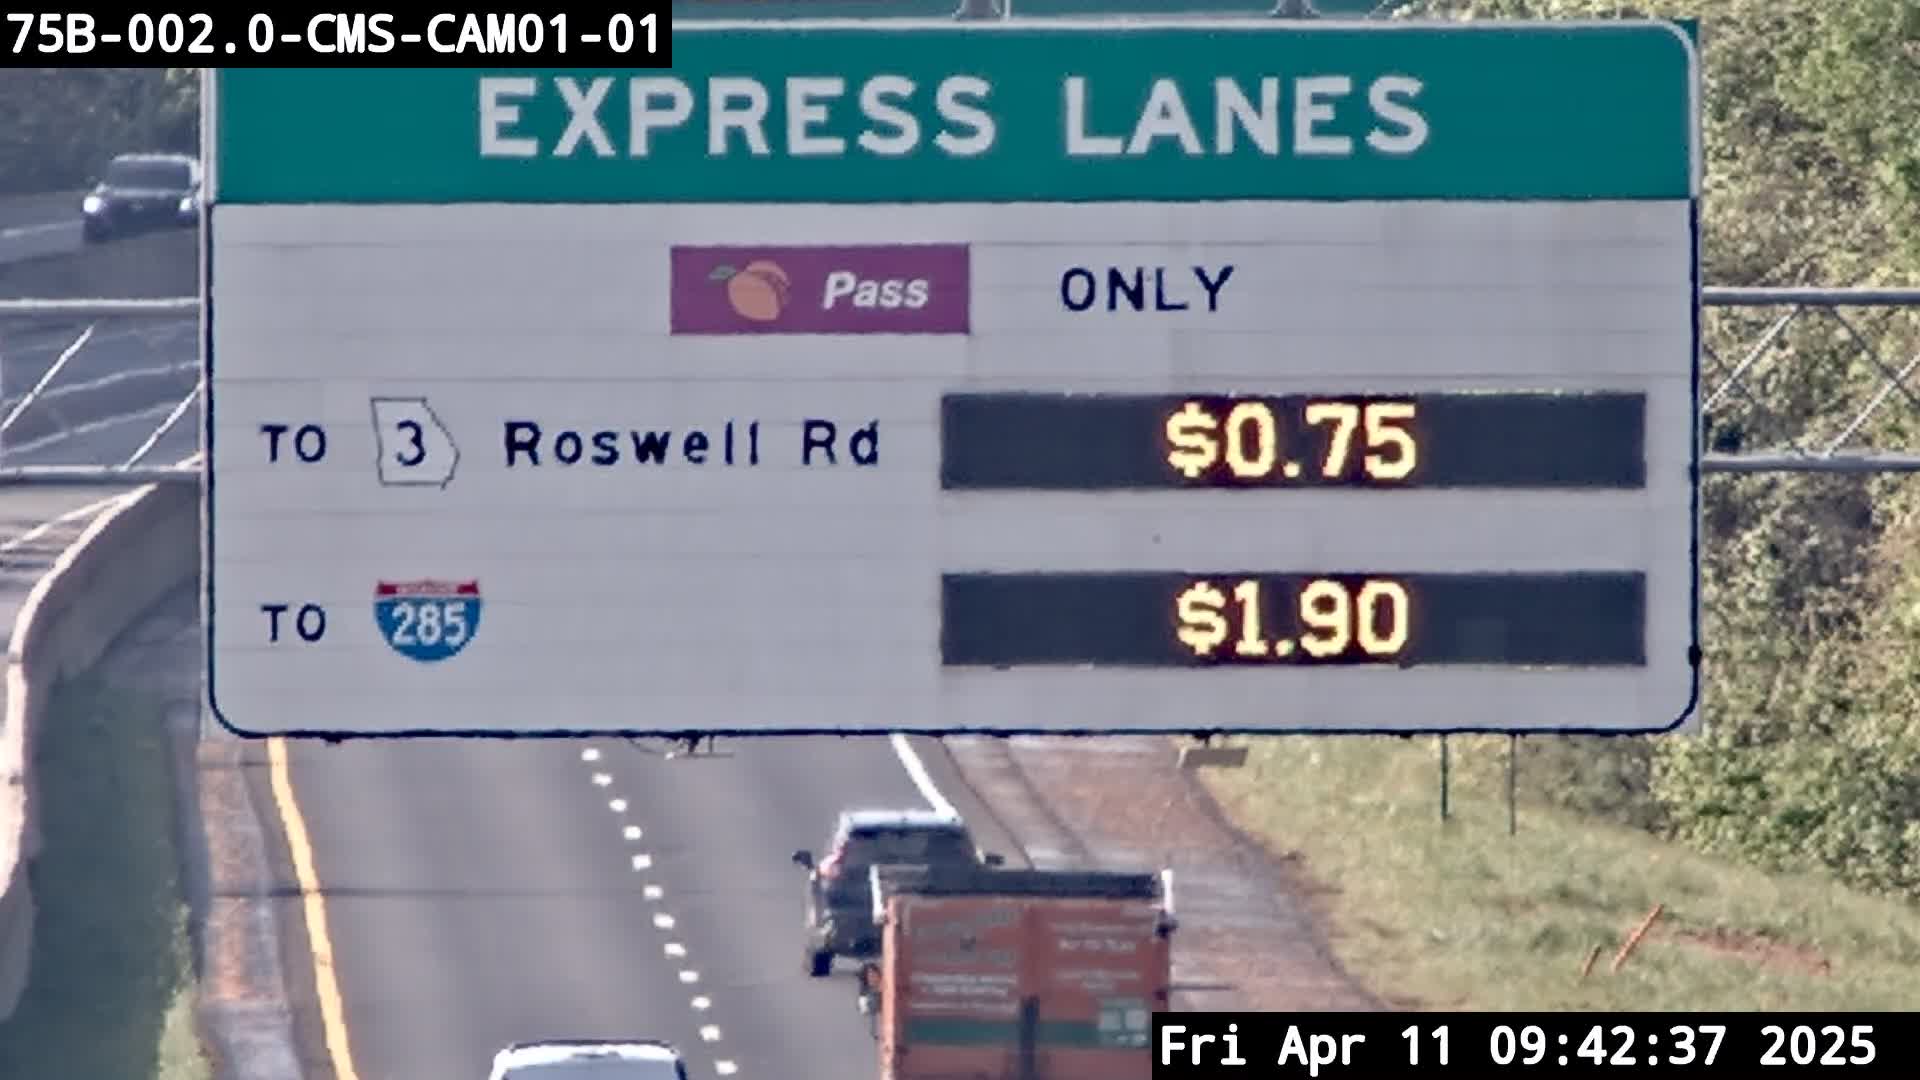 75B-002.0-CMS-CAM01-01
EXPRESS LANES
Pass ONLY
TO 3 Roswell Rd $0.75
TO 285 $1.90
Fri Apr 11 09:42:37 2025